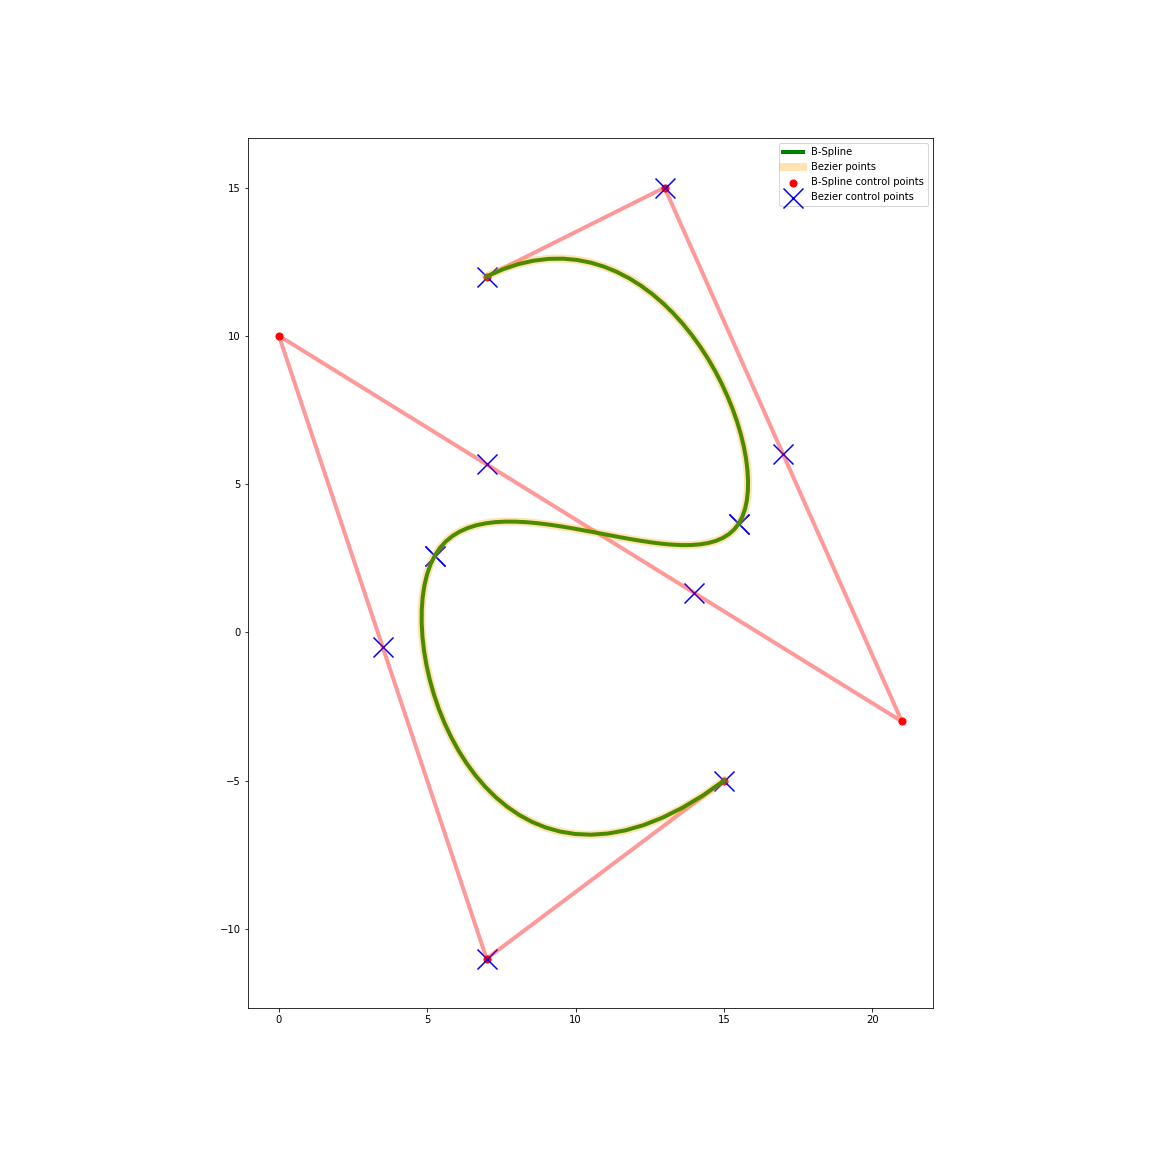 B-Spline
Bezier points
B-Spline control points
Bezier control points
15
10
5
0
−5
−10
0 5 10 15 20